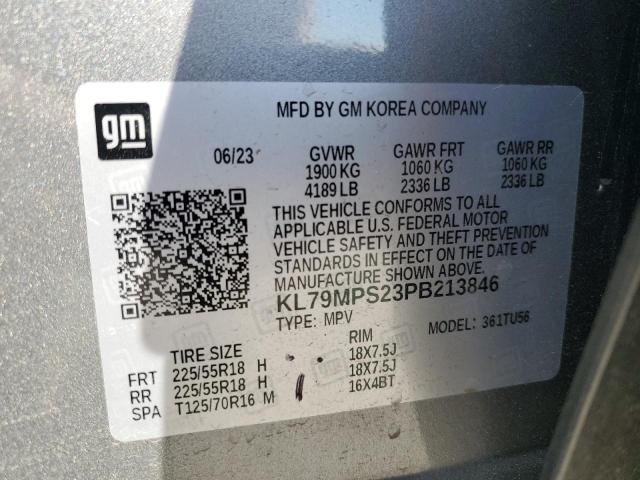 gm
MFD BY GM KOREA COMPANY
06/23 GVWR GAWR FRT GAWR RR
1900 KG 1060 KG 1060 KG
4189 LB 2336 LB 2336 LB
THIS VEHICLE CONFORMS TO ALL
APPLICABLE U.S. FEDERAL MOTOR
VEHICLE SAFETY AND THEFT PREVENTION
STANDARDS IN EFFECT ON THE DATE OF
MANUFACTURE SHOWN ABOVE.
KL79MPS23PB213846
TYPE: MPV MODEL: 361TU56
TIRE SIZE RIM
FRT 225/55R18 H 18X7.5J
RR 225/55R18 H 18X7.5J
SPA T125/70R16 M 16X4BT